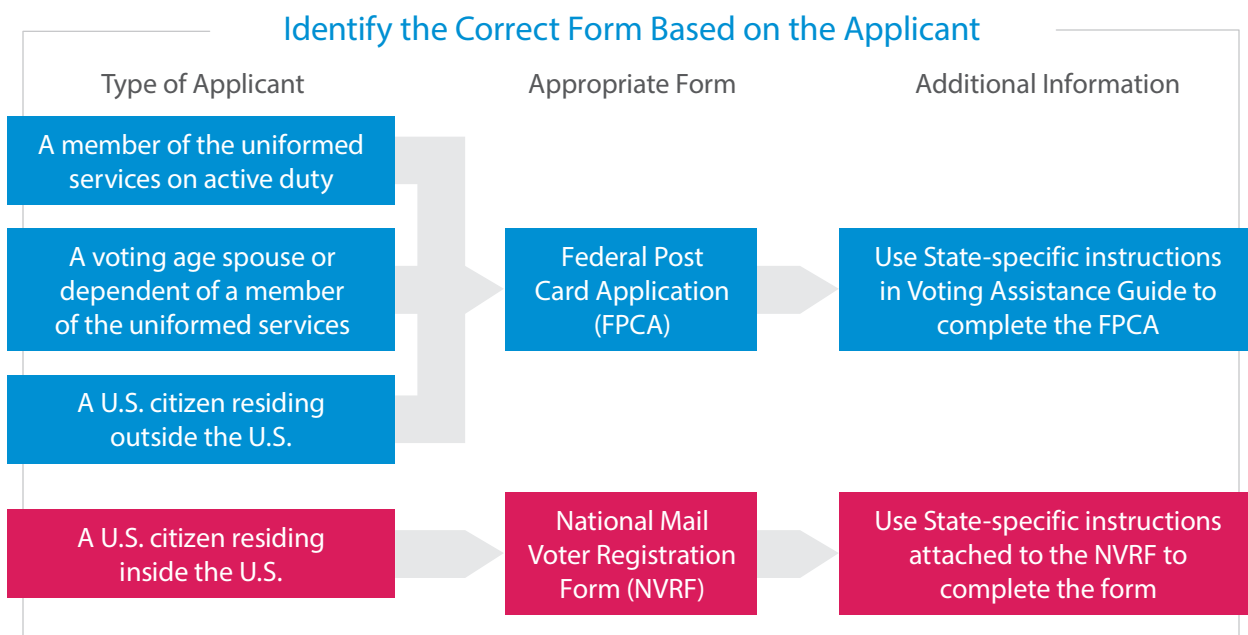 Identify the Correct Form Based on the Applicant
Type of Applicant
Appropriate Form
Additional Information
A member of the uniformed
services on active duty
A voting age spouse or
dependent of a member
of the uniformed services
A U.S. citizen residing
outside the U.S.
Federal Post
Card Application
(FPCA)
Use State-specific instructions
in Voting Assistance Guide to
complete the FPCA
A U.S. citizen residing
inside the U.S.
National Mail
Voter Registration
Form (NVRF)
Use State-specific instructions
attached to the NVRF to
complete the form